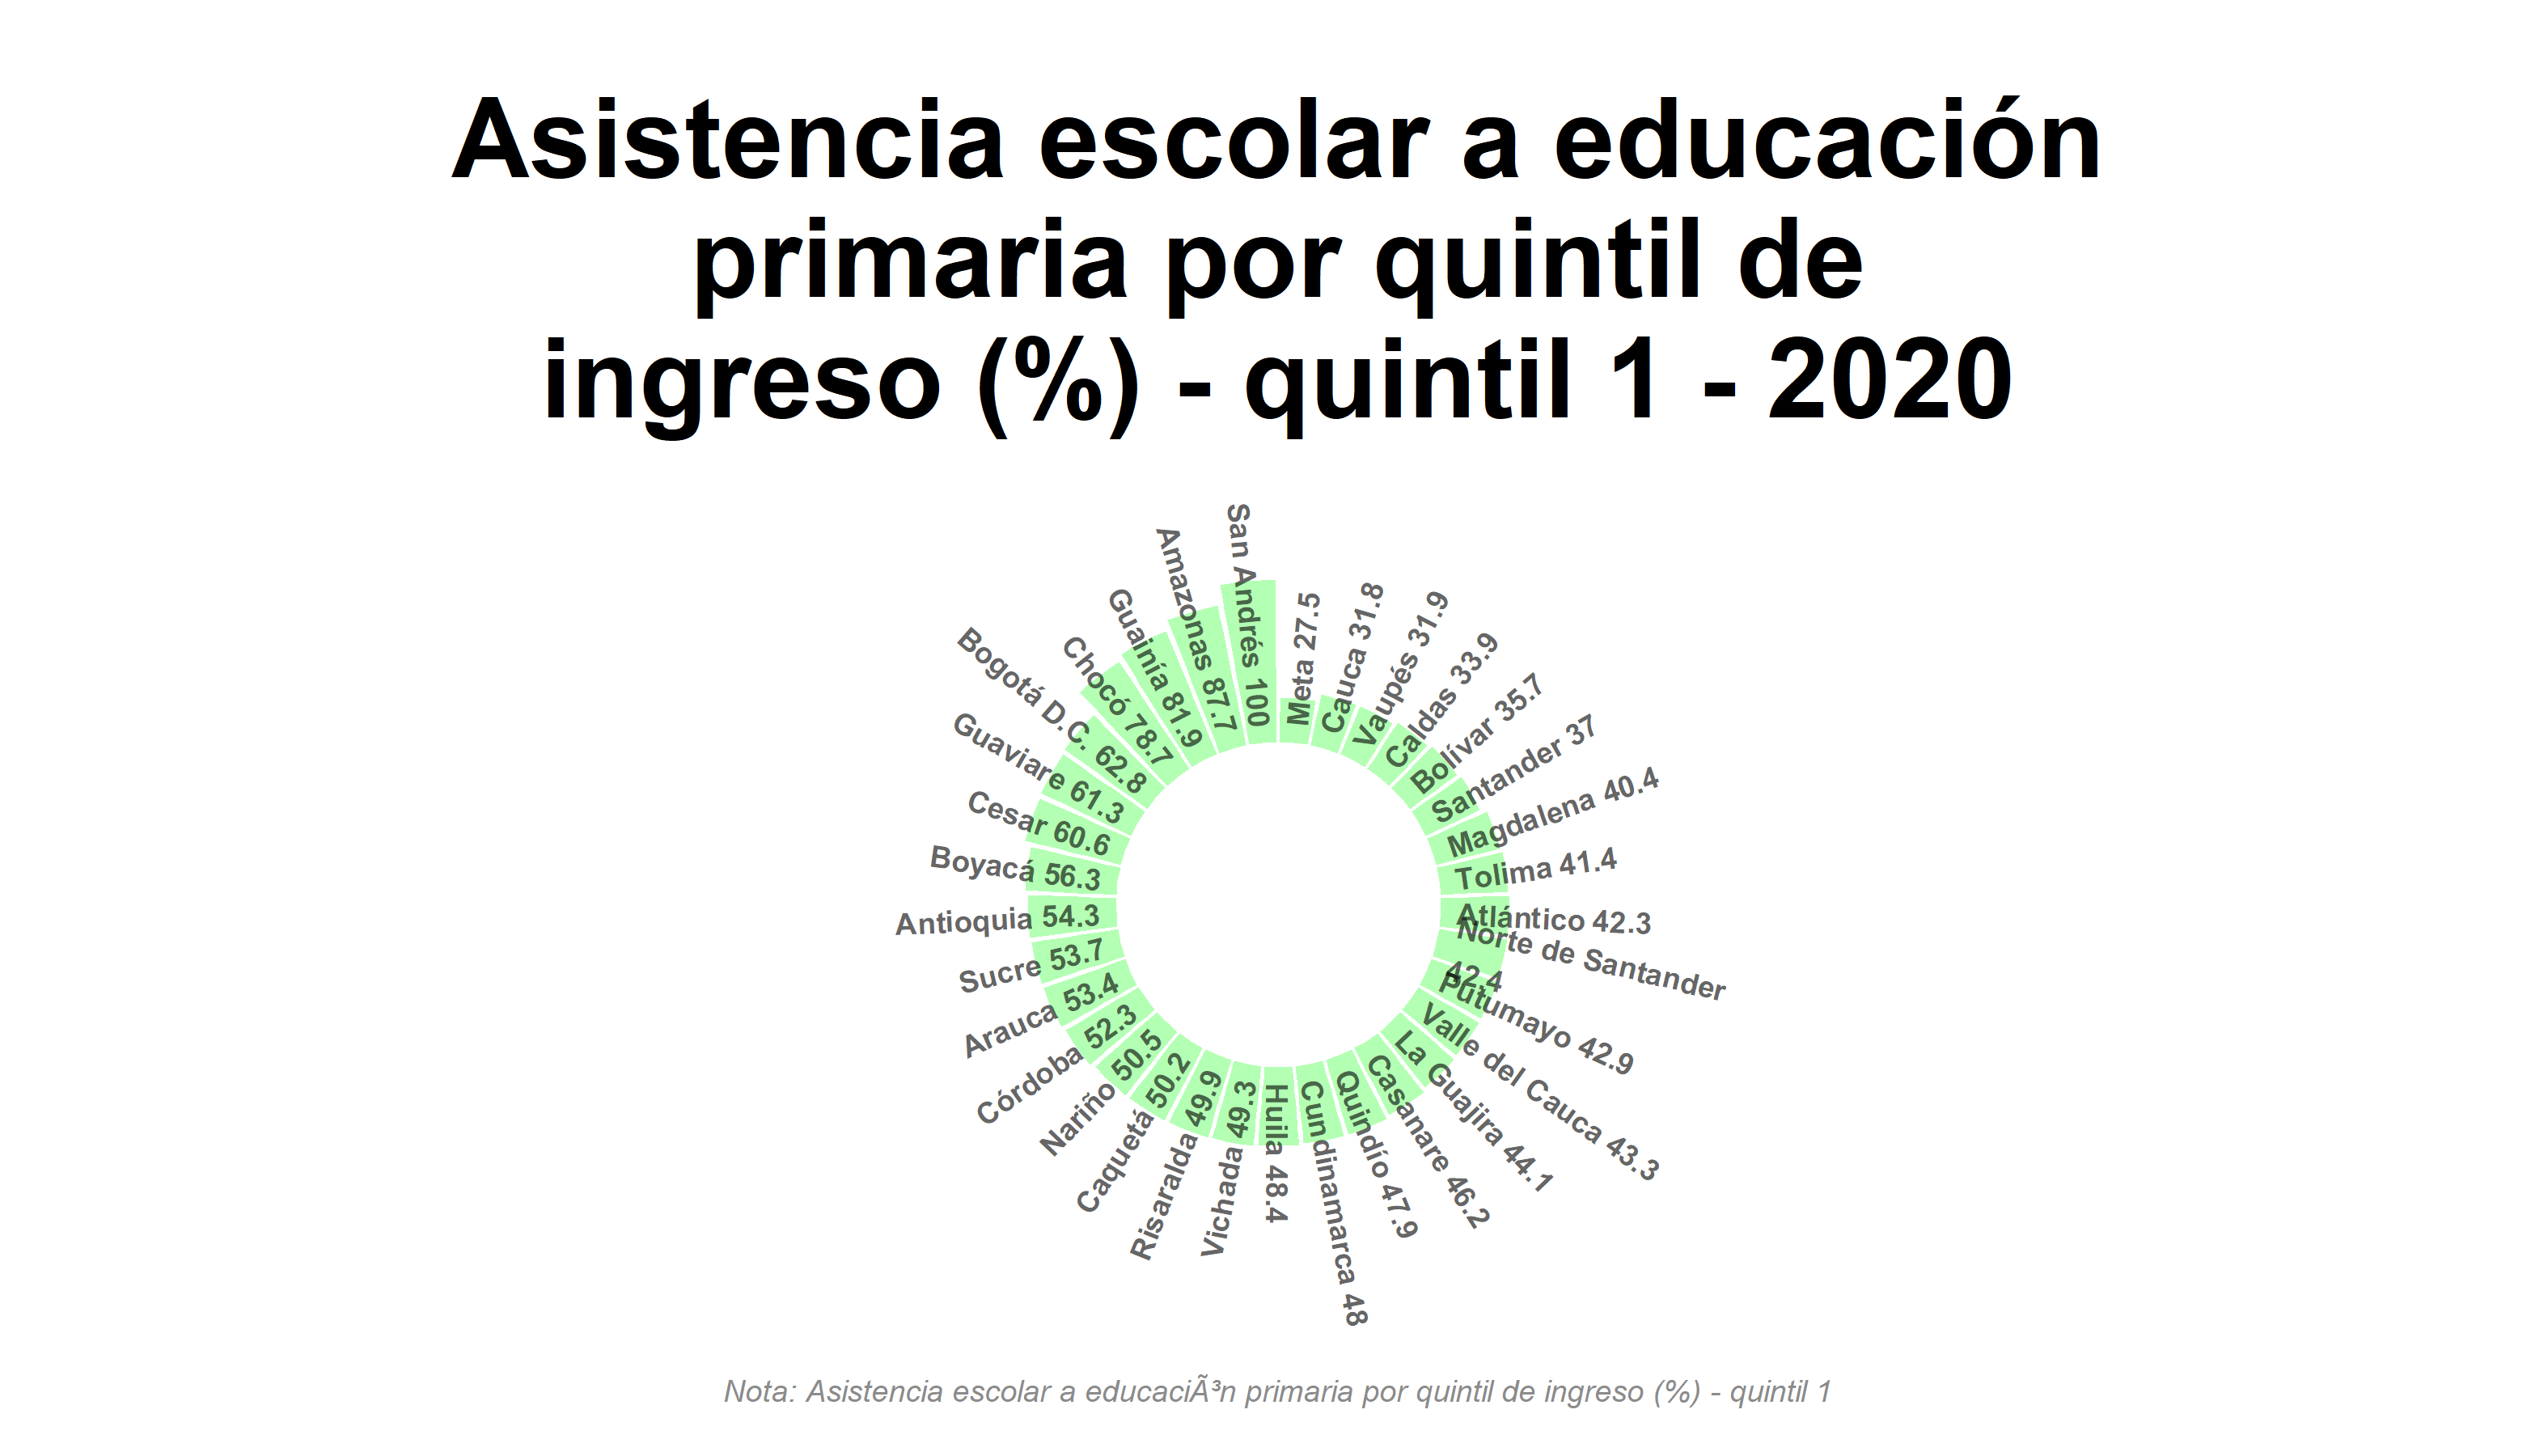 Asistencia escolar a educación
primaria por quintil de
ingreso (%) - quintil 1 - 2020
Meta 27.5
Cauca 31.8
Vaupés 31.9
Caldas 33.9
Bolívar 35.7
Santander 37
Magdalena 40.4
Tolima 41.4
Atlántico 42.3
Norte de Santander
42.4
Putumayo 42.9
Valle del Cauca 43.3
La Guajira 44.1
Casanare 46.2
Quindío 47.9
Cundinamarca 48
Huila 48.4
Vichada 49.3
Risaralda 49.9
Caquetá 50.2
Nariño 50.5
Córdoba 52.3
Arauca 53.4
Sucre 53.7
Antioquia 54.3
Boyacá 56.3
Cesar 60.6
Guaviare 61.3
Bogotá D.C. 62.8
Chocó 78.7
Guainía 81.9
Amazonas 87.7
San Andrés 100
Nota: Asistencia escolar a educaciÃ³n primaria por quintil de ingreso (%) - quintil 1